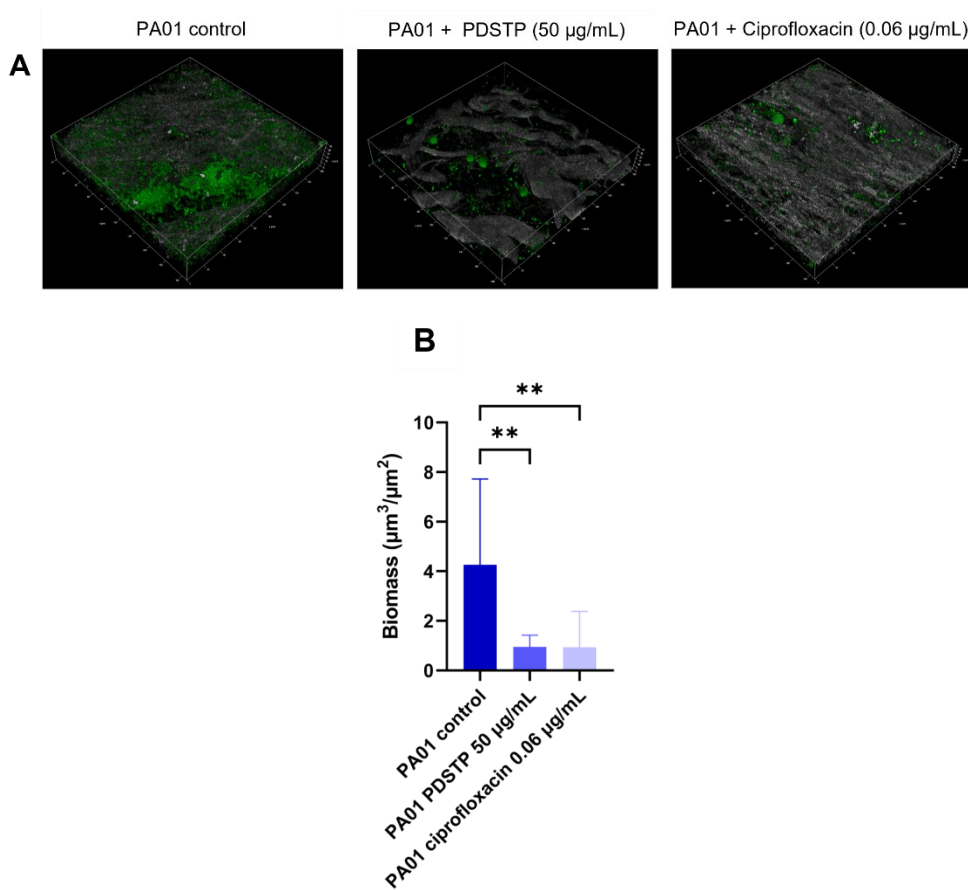 PA01 control
PA01 + PDSTP (50 µg/mL)
PA01 + Ciprofloxacin (0.06 µg/mL)
A
B
**
**
10
8
6
4
2
0
Biomass (µm³/µm²)
PA01 control
PA01 PDSTP 50 µg/mL
PA01 ciprofloxacin 0.06 µg/mL